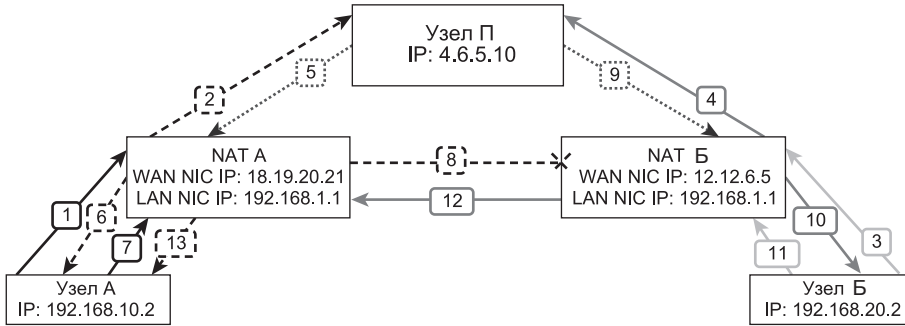 Узел П
IP: 4.6.5.10
2
5
9
4
NAT А
WAN NIC IP: 18.19.20.21
LAN NIC IP: 192.168.1.1
8
NAT Б
WAN NIC IP: 12.12.6.5
LAN NIC IP: 192.168.1.1
1
6
7
13
12
11
10
3
Узел А
IP: 192.168.10.2
Узел Б
IP: 192.168.20.2